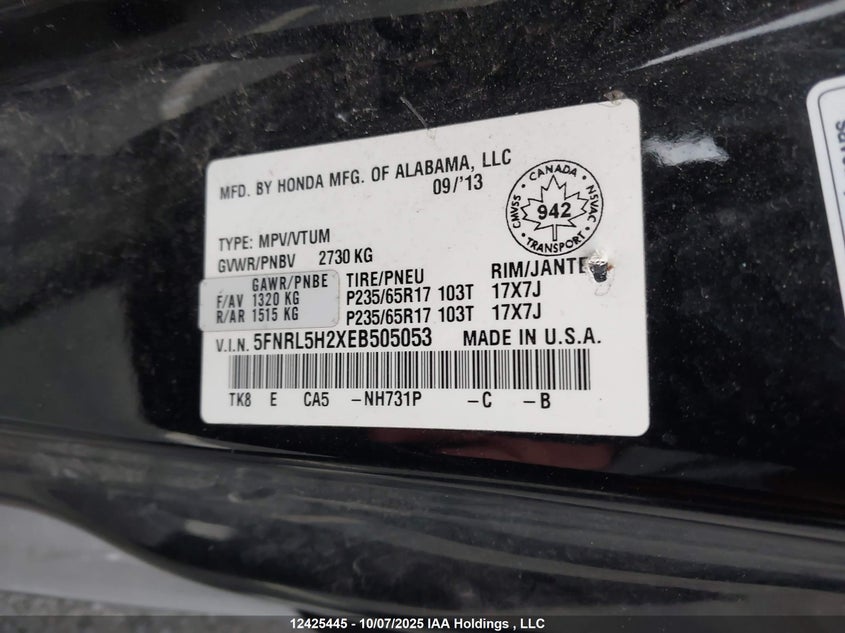 MFD. BY HONDA MFG. OF ALABAMA, LLC
09/'13
CANADA
CMVSS
NSVAC
942
TRANSPORT
TYPE: MPV/VTUM
GVWR/PNBV 2730 KG
GAWR/PNBE TIRE/PNEU RIM/JANTE
F/AV 1320 KG P235/65R17 103T 17X7J
R/AR 1515 KG P235/65R17 103T 17X7J
V.I.N. 5FNRL5H2XEB505053 MADE IN U.S.A.
TK8 E CA5 -NH731P -C -B
12425445 - 10/07/2025 IAA Holdings , LLC